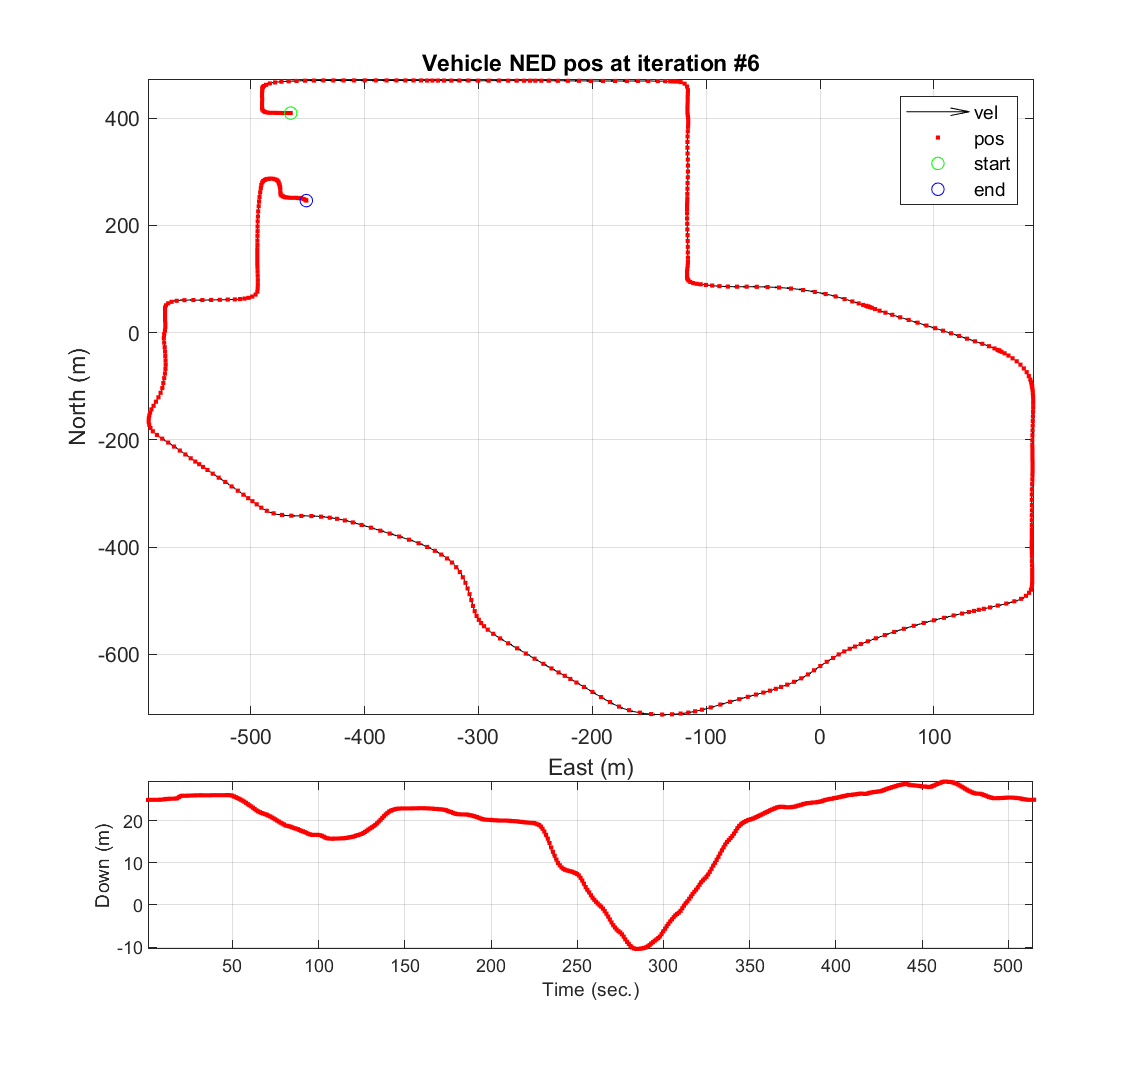 Vehicle NED pos at iteration #6
vel
pos
start
end
400
200
0
-200
-400
-600
North (m)
-500 -400 -300 -200 -100 0 100
East (m)
20
10
0
-10
Down (m)
50 100 150 200 250 300 350 400 450 500
Time (sec.)